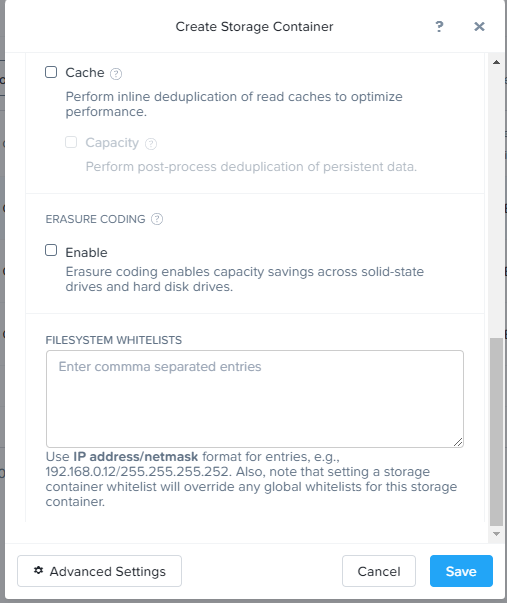 Create Storage Container
?
×
Cache ?
Perform inline deduplication of read caches to optimize
performance.
Capacity ?
Perform post-process deduplication of persistent data.
ERASURE CODING ?
Enable
Erasure coding enables capacity savings across solid-state
drives and hard disk drives.
FILESYSTEM WHITELISTS
Enter commma separated entries
Use IP address/netmask format for entries, e.g.,
192.168.0.12/255.255.255.252. Also, note that setting a storage
container whitelist will override any global whitelists for this storage
container.
Advanced Settings
Cancel
Save